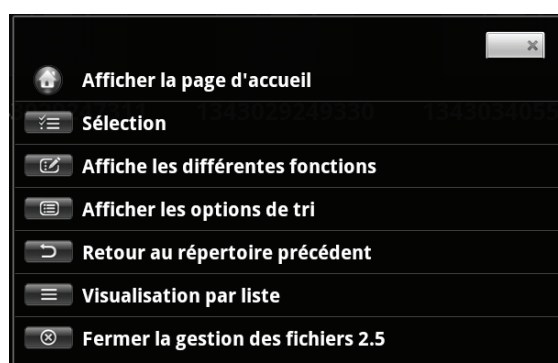 Afficher la page d'accueil
1343029249330
Sélection
Affiche les différentes fonctions
Afficher les options de tri
Retour au répertoire précédent
Visualisation par liste
Fermer la gestion des fichiers 2.5